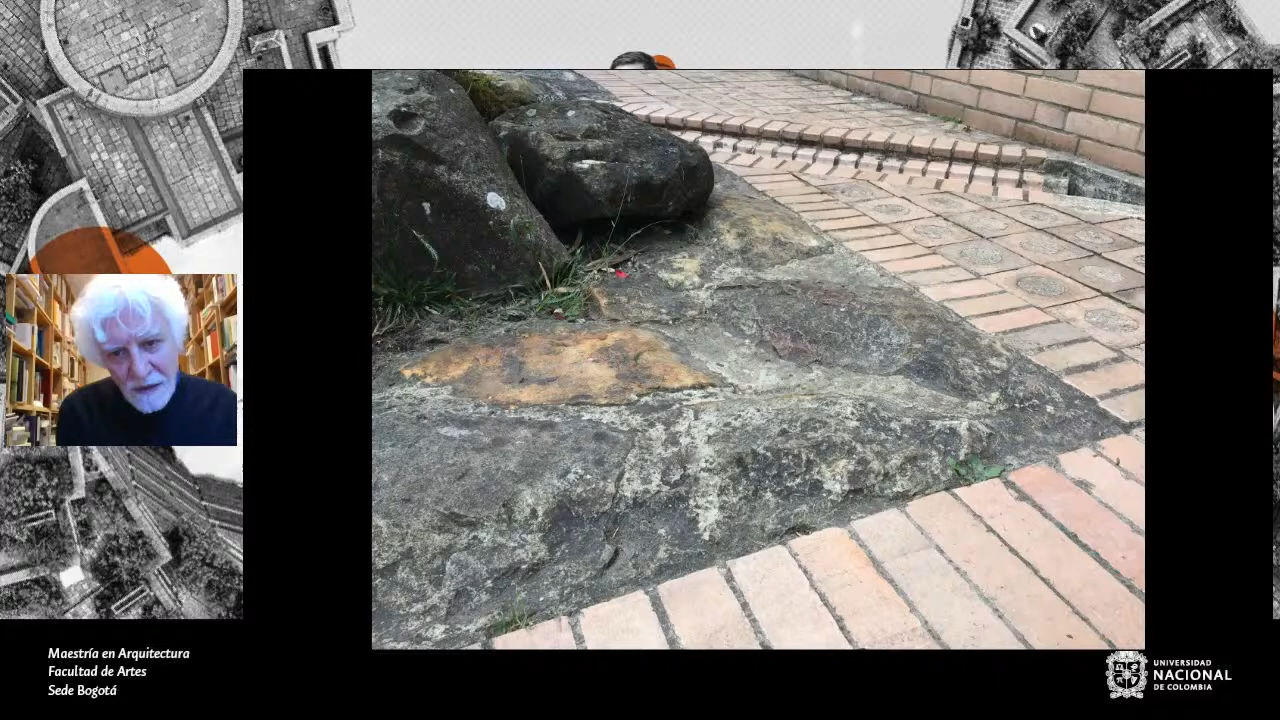 Maestría en Arquitectura
Facultad de Artes
Sede Bogotá
UNIVERSIDAD
NACIONAL
DE COLOMBIA